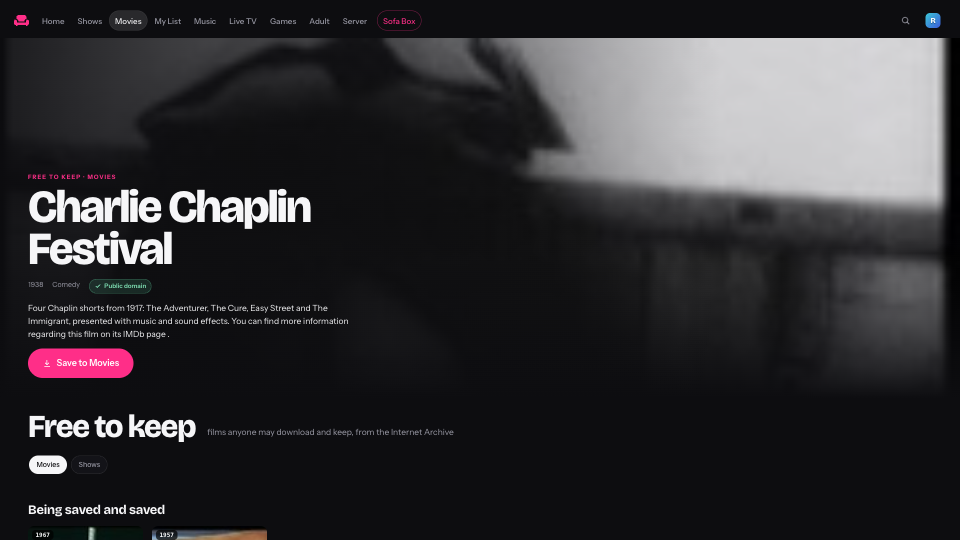 Home Shows Movies My List Music Live TV Games Adult Server Sofa Box R
FREE TO KEEP · MOVIES
Charlie Chaplin
Festival
1938 Comedy Public domain
Four Chaplin shorts from 1917: The Adventurer, The Cure, Easy Street and The
Immigrant, presented with music and sound effects. You can find more information
regarding this film on its IMDb page .
Save to Movies
Free to keep films anyone may download and keep, from the Internet Archive
Movies Shows
Being saved and saved
1967 1957